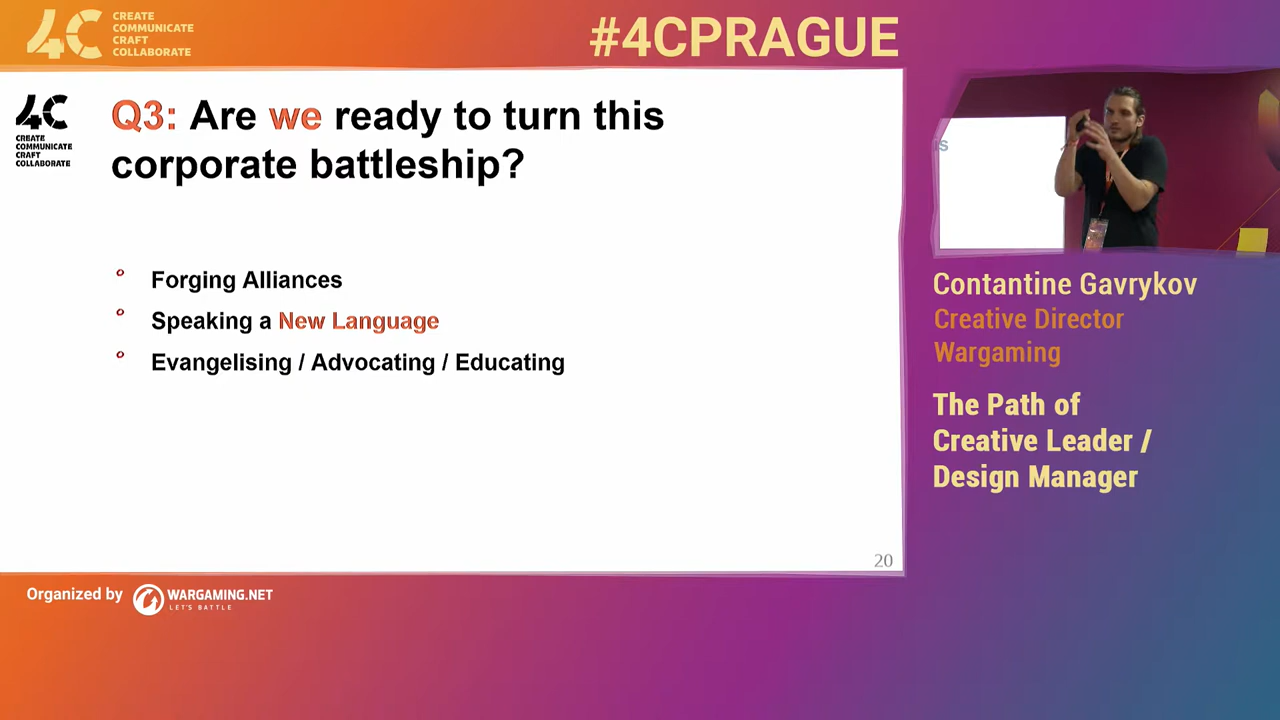 4C
CREATE
COMMUNICATE
CRAFT
COLLABORATE
#4CPRAGUE
4C
CREATE
COMMUNICATE
CRAFT
COLLABORATE
Q3: Are we ready to turn this
corporate battleship?
Forging Alliances
Speaking a New Language
Evangelising / Advocating / Educating
20
is
Contantine Gavrykov
Creative Director
Wargaming
The Path of
Creative Leader /
Design Manager
Organized by
WARGAMING.NET
LET'S BATTLE